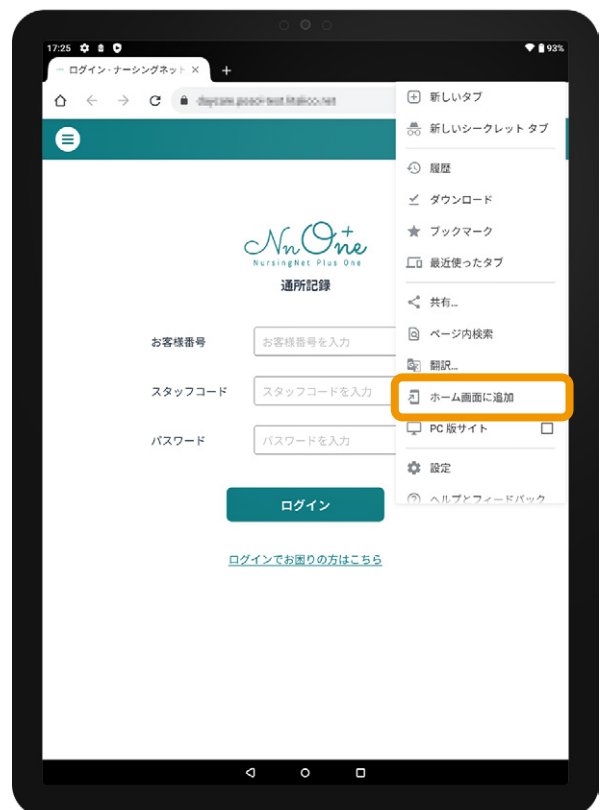 17:25
93%
ログイン - ナーシングネット
新しいタブ
新しいシークレット タブ
履歴
ダウンロード
ブックマーク
最近使ったタブ
共有...
ページ内検索
翻訳...
ホーム画面に追加
PC 版サイト
設定
ヘルプとフィードバック
NnOne
NursingNet Plus One
通所記録
お客様番号
お客様番号を入力
スタッフコード
スタッフコードを入力
パスワード
パスワードを入力
ログイン
ログインでお困りの方はこちら